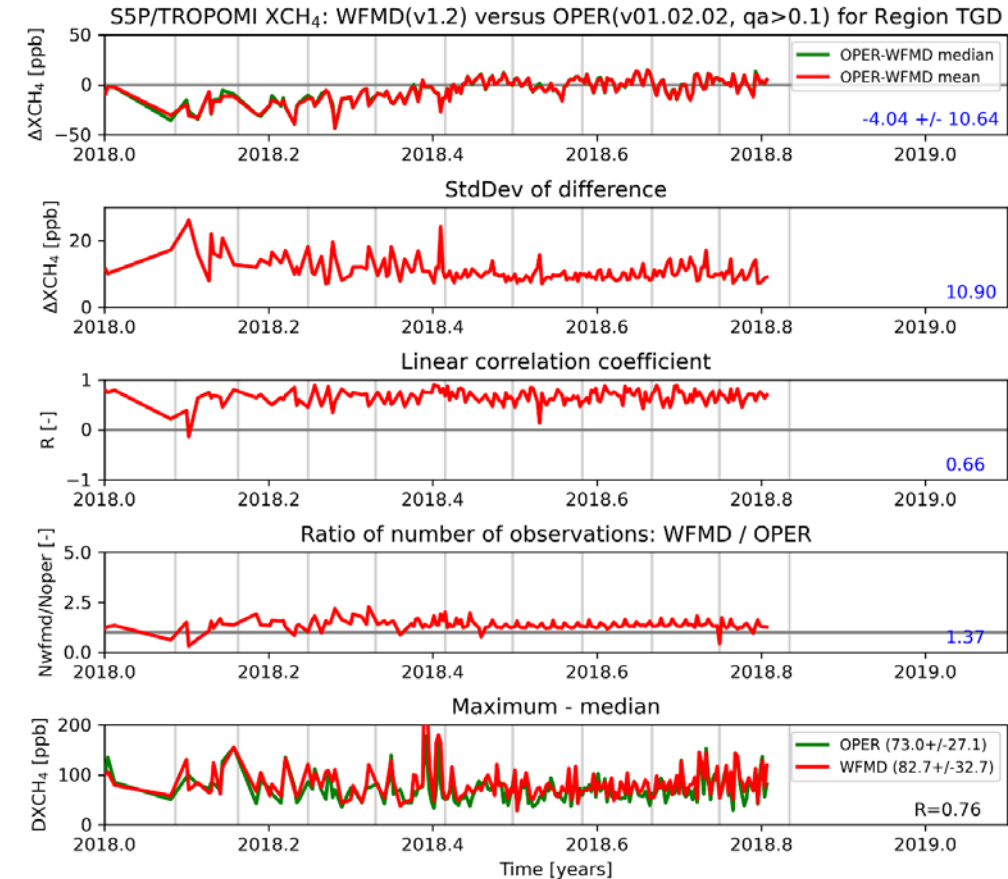 S5P/TROPOMI XCH₄: WFMD(v1.2) versus OPER(v01.02.02, qa>0.1) for Region TGD
ΔXCH₄ [ppb]
50
0
−50
OPER-WFMD median
OPER-WFMD mean
-4.04 +/- 10.64
2018.0 2018.2 2018.4 2018.6 2018.8 2019.0
StdDev of difference
ΔXCH₄ [ppb]
20
0
10.90
2018.0 2018.2 2018.4 2018.6 2018.8 2019.0
Linear correlation coefficient
R [-]
1
0
−1
0.66
2018.0 2018.2 2018.4 2018.6 2018.8 2019.0
Ratio of number of observations: WFMD / OPER
Nwfmd/Noper [-]
5.0
2.5
0.0
1.37
2018.0 2018.2 2018.4 2018.6 2018.8 2019.0
Maximum - median
DXCH₄ [ppb]
200
100
0
OPER (73.0+/-27.1)
WFMD (82.7+/-32.7)
R=0.76
2018.0 2018.2 2018.4 2018.6 2018.8 2019.0
Time [years]